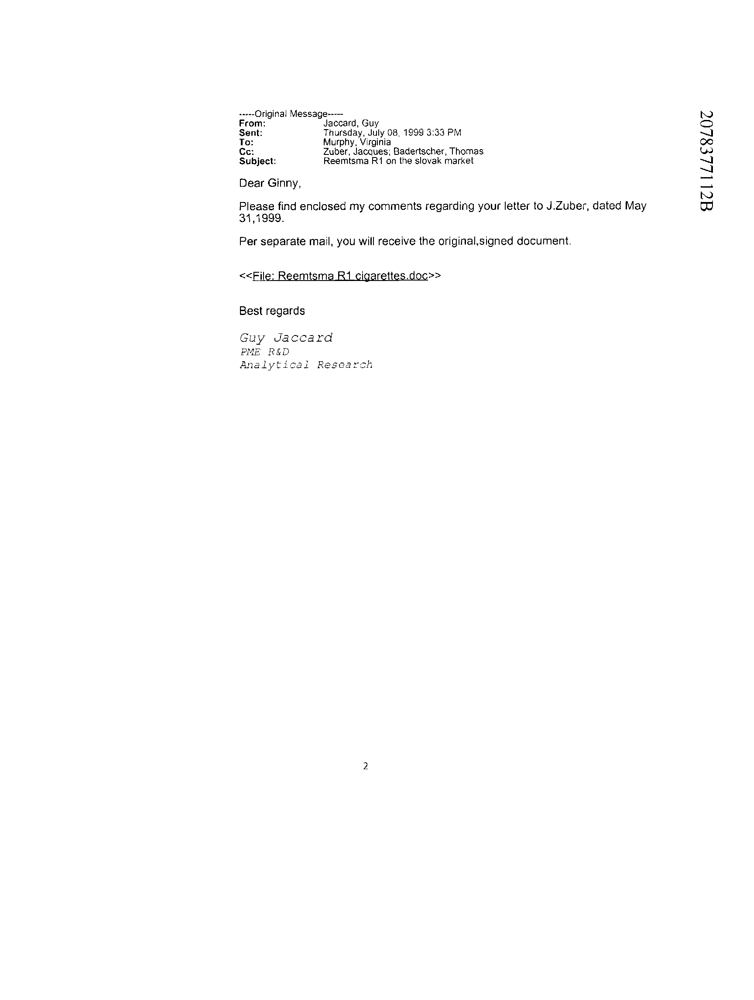 -----Original Message-----
From: Jaccard, Guy
Sent: Thursday, July 08, 1999 3:33 PM
To: Murphy, Virginia
Cc: Zuber, Jacques; Badertscher, Thomas
Subject: Reemtsma R1 on the slovak market
Dear Ginny,
Please find enclosed my comments regarding your letter to J.Zuber, dated May
31,1999.
Per separate mail, you will receive the original,signed document.
<<File: Reemtsma R1 cigarettes.doc>>
Best regards
Guy Jaccard
PME R&D
Analytical Research
2
2078377112B